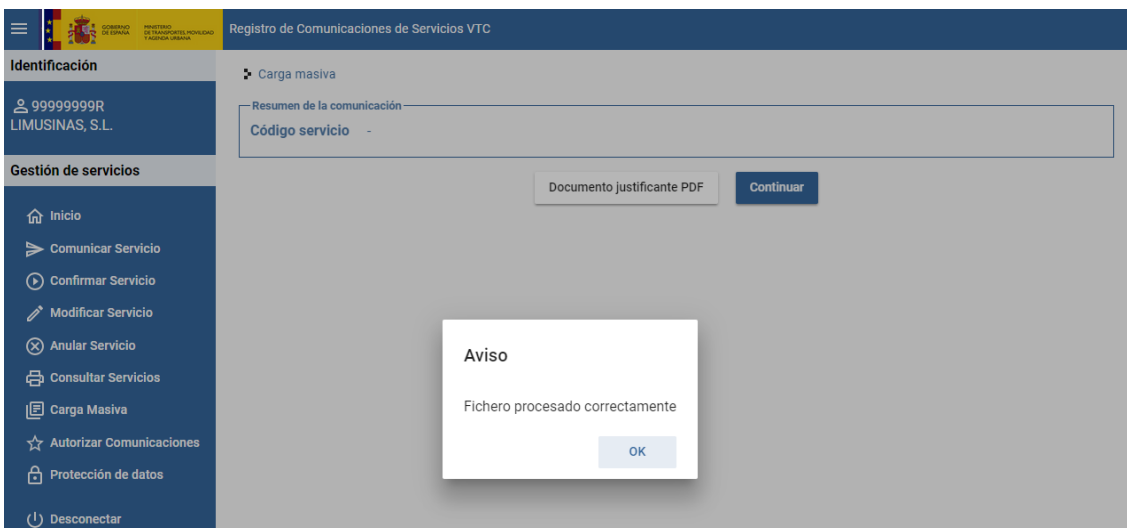 GOBIERNO
DE ESPAÑA
MINISTERIO
DE TRANSPORTES, MOVILIDAD
Y AGENDA URBANA
Registro de Comunicaciones de Servicios VTC
Identificación
99999999R
LIMUSINAS, S.L.
Gestión de servicios
Inicio
Comunicar Servicio
Confirmar Servicio
Modificar Servicio
Anular Servicio
Consultar Servicios
Carga Masiva
Autorizar Comunicaciones
Protección de datos
Desconectar
Carga masiva
Resumen de la comunicación
Código servicio -
Documento justificante PDF
Continuar
Aviso
Fichero procesado correctamente
OK